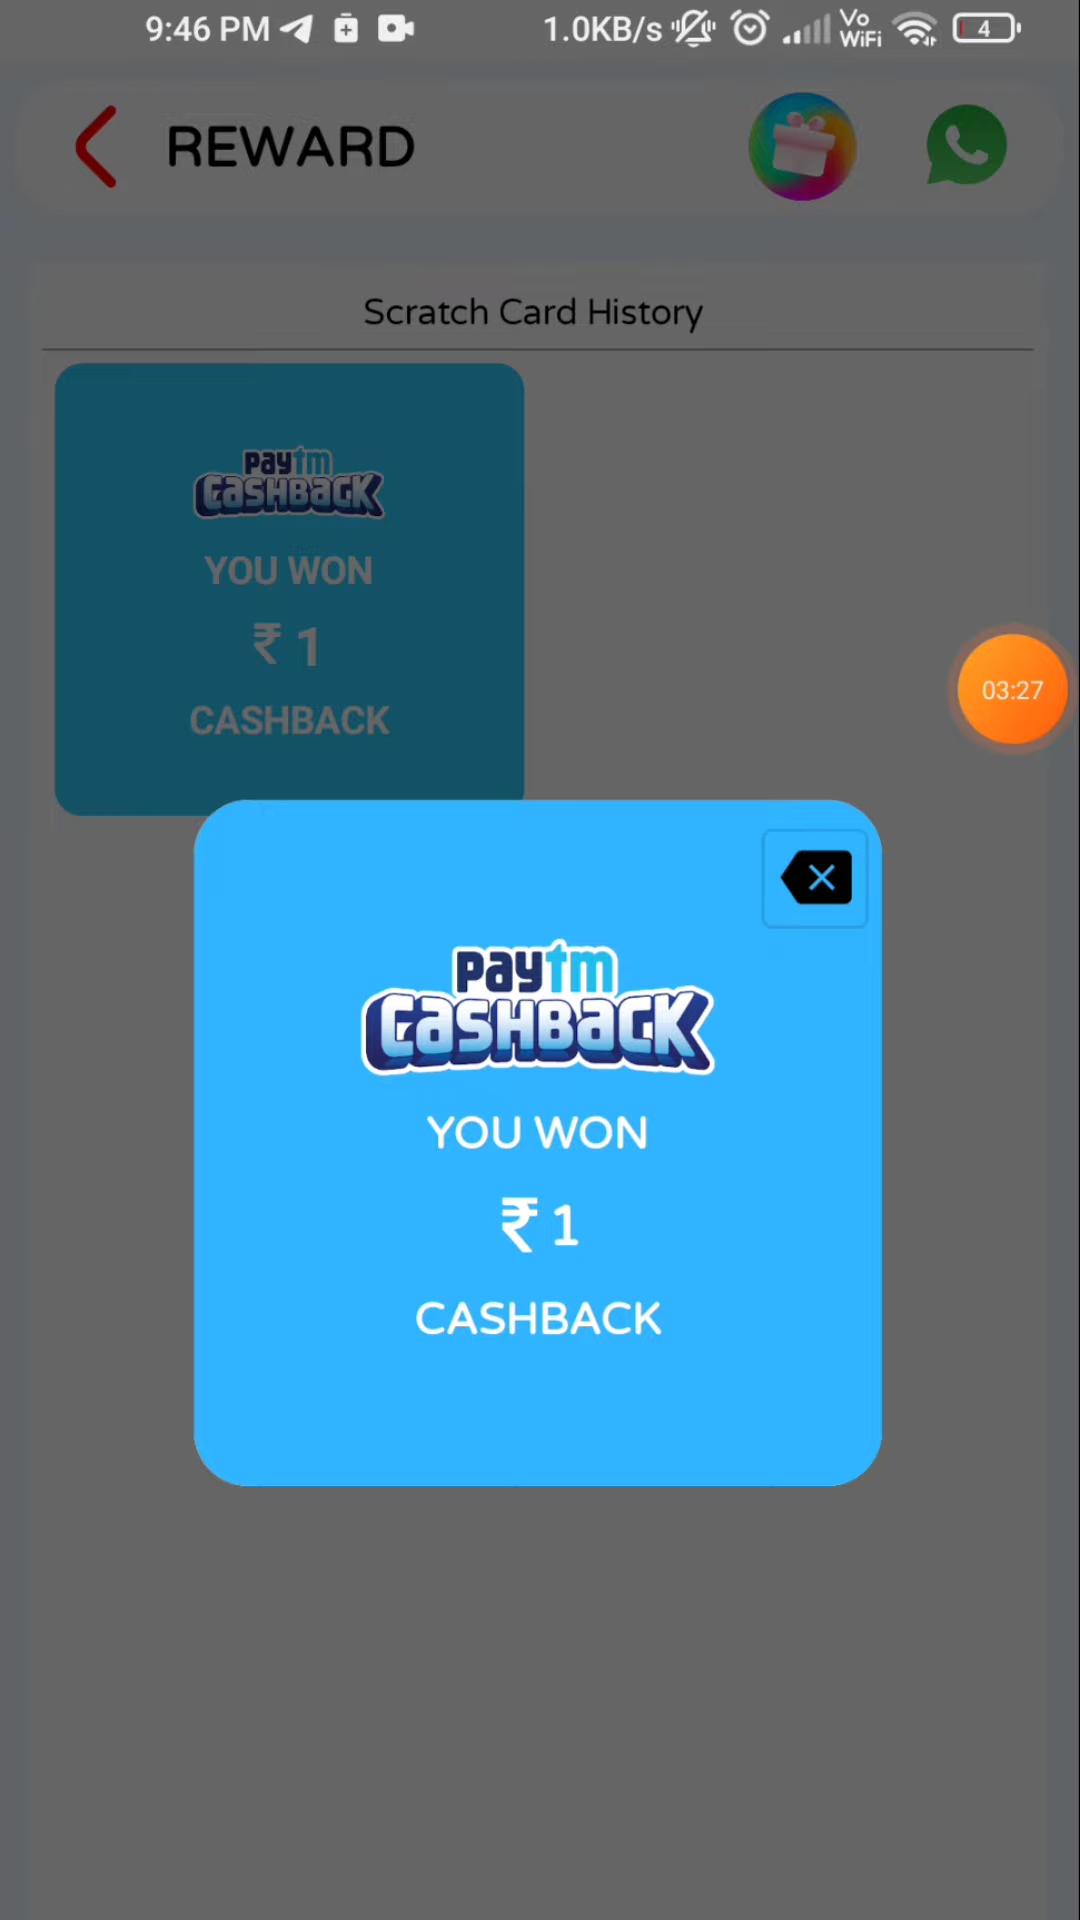 9:46 PM 1.0KB/s Vo WiFi 4
REWARD
Scratch Card History
paytm
CASHBACK
YOU WON
₹ 1
CASHBACK
03:27
paytm
CASHBACK
YOU WON
₹ 1
CASHBACK